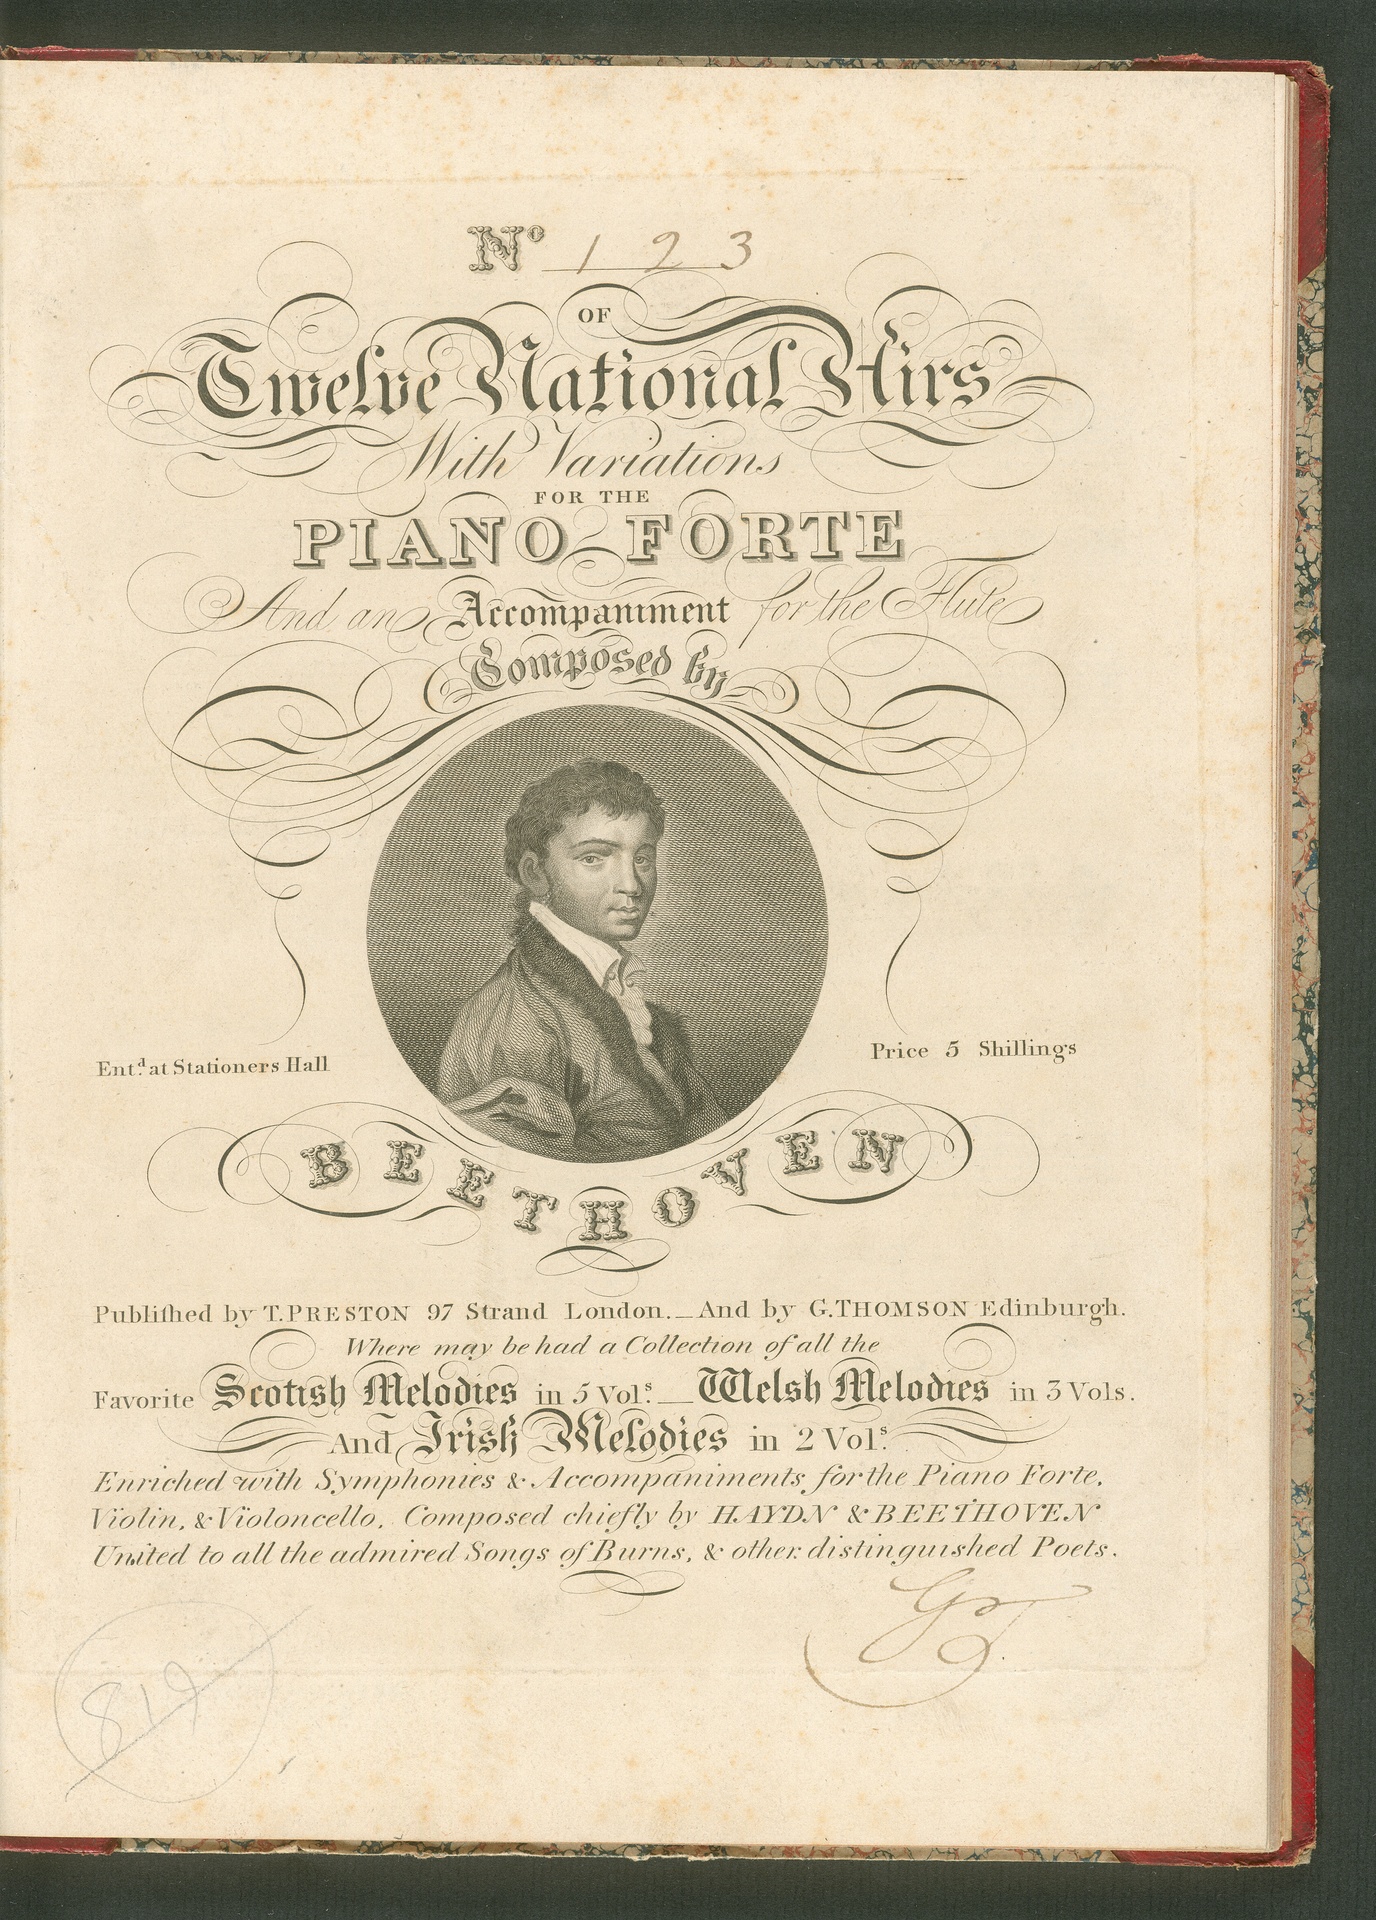 No 1 2 3
OF
Twelve National Airs
With Variations
FOR THE
PIANO FORTE
And an Accompaniment for the Flute
Composed by
Ent.d at Stationers Hall
Price 5 Shillings
BEETHOVEN
Publiſhed by T. PRESTON 97 Strand London. _ And by G. THOMSON Edinburgh.
Where may be had a Collection of all the
Favorite Scotish Melodies in 5 Vol.s _ Welsh Melodies in 3 Vols.
And Irish Melodies in 2 Vol.s
Enriched with Symphonies & Accompaniments, for the Piano Forte,
Violin, & Violoncello, Composed chiefly by HAYDN & BEETHOVEN
United to all the admired Songs of Burns, & other distinguished Poets.
GT
819